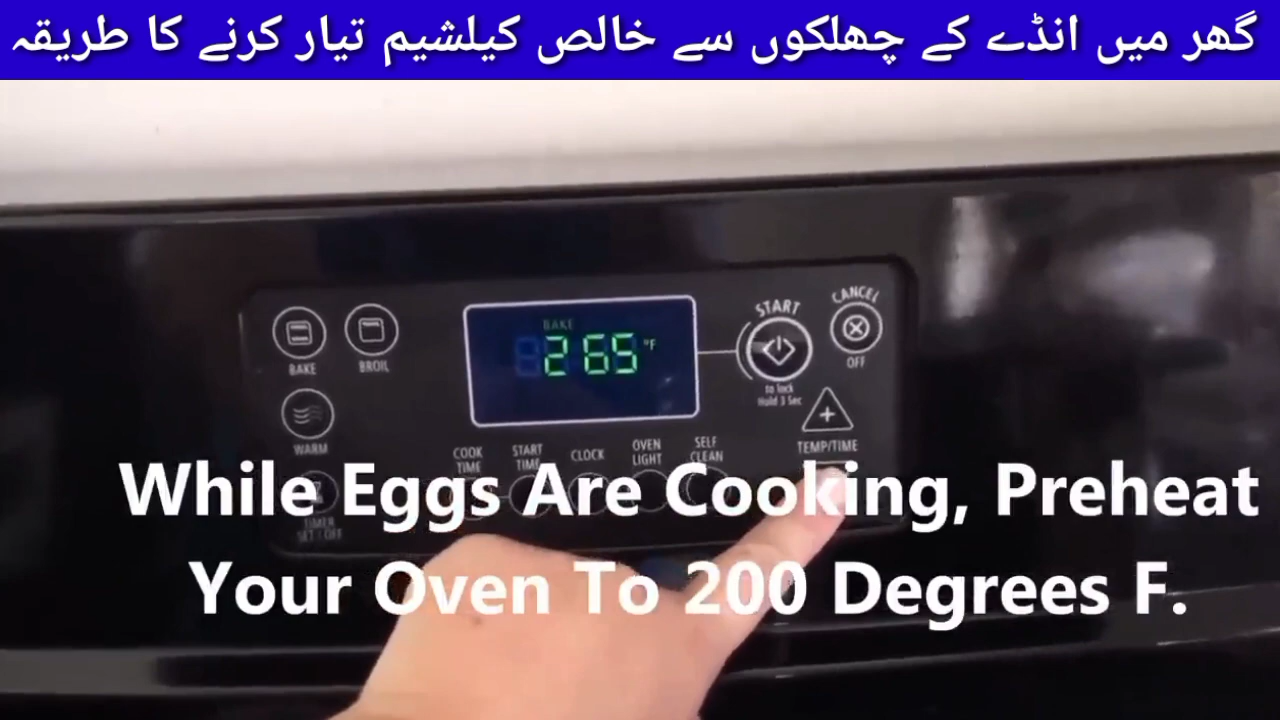 گھر میں انڈے کے چھلکوں سے خالص کیلشیم تیار کرنے کا طریقہ
BAKE
265 °F
START
CANCEL
OFF
to lock
Hold 3 Sec
BAKE
BROIL
WARM
TEMP/TIME
COOK TIME
START TIME
CLOCK
OVEN LIGHT
SELF CLEAN
TIMER
SET / OFF
While Eggs Are Cooking, Preheat
Your Oven To 200 Degrees F.